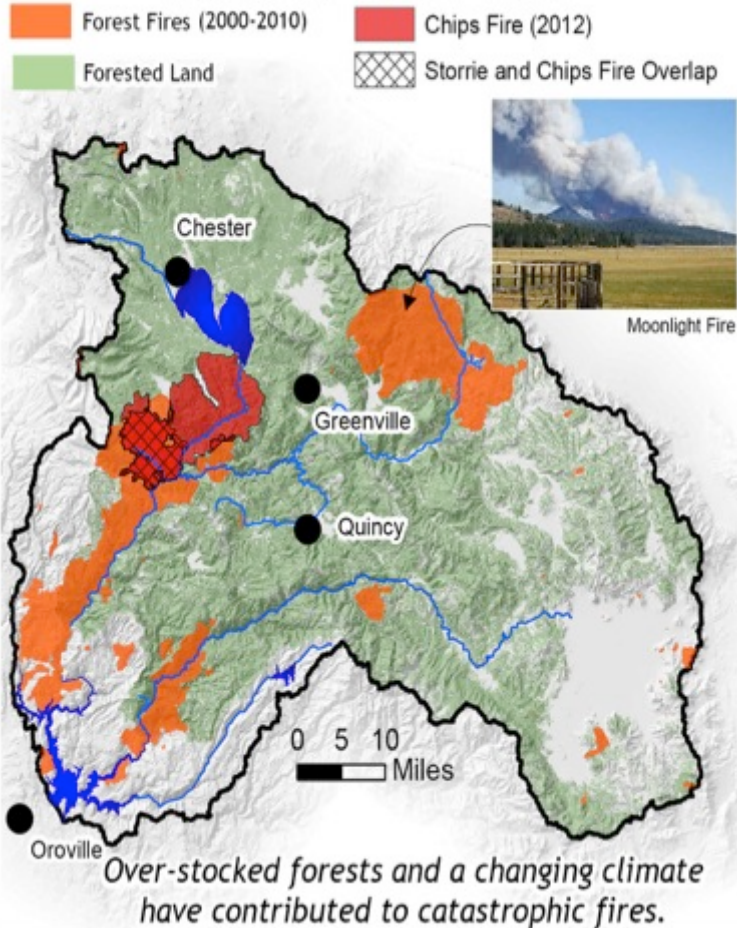 Forest Fires (2000-2010)
Chips Fire (2012)
Forested Land
Storrie and Chips Fire Overlap
Chester
Moonlight Fire
Greenville
Quincy
0 5 10
Miles
Oroville
Over-stocked forests and a changing climate
have contributed to catastrophic fires.